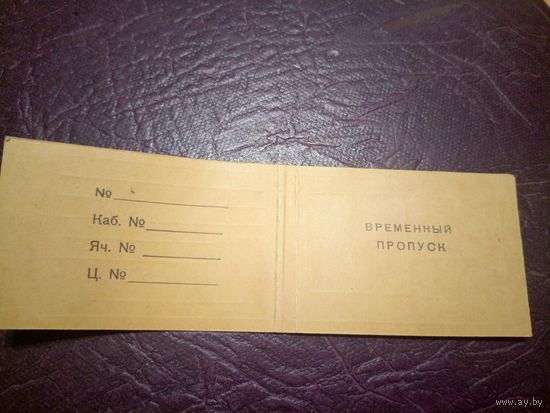 №
Каб. №
Яч. №
Ц. №
ВРЕМЕННЫЙ
ПРОПУСК
www.ay.by